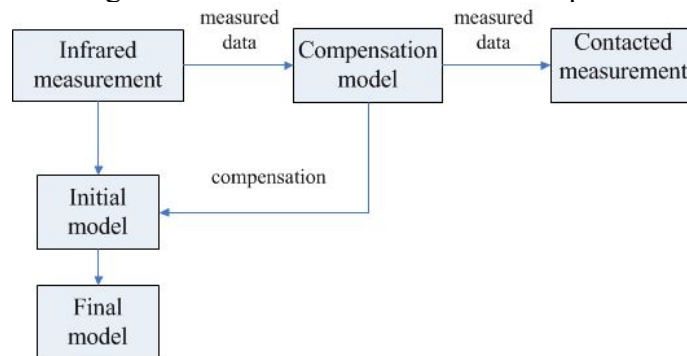 measured
data
measured
data
Infrared
measurement
Compensation
model
Contacted
measurement
compensation
Initial
model
Final
model